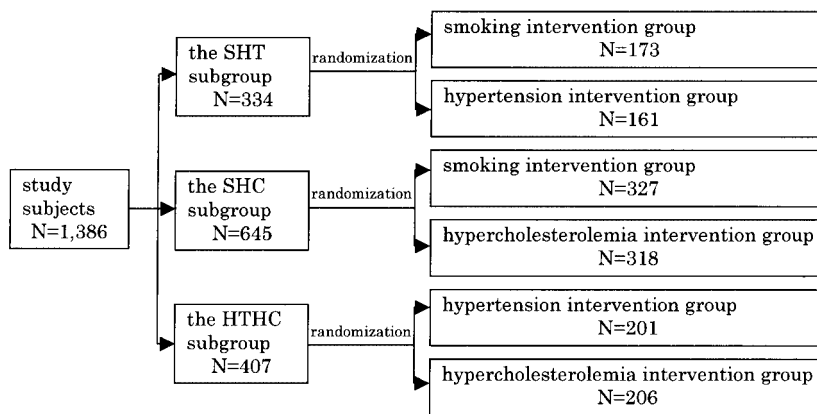 study
subjects
N=1,386
the SHT
subgroup
N=334
randomization
smoking intervention group
N=173
hypertension intervention group
N=161
the SHC
subgroup
N=645
randomization
smoking intervention group
N=327
hypercholesterolemia intervention group
N=318
the HTHC
subgroup
N=407
randomization
hypertension intervention group
N=201
hypercholesterolemia intervention group
N=206